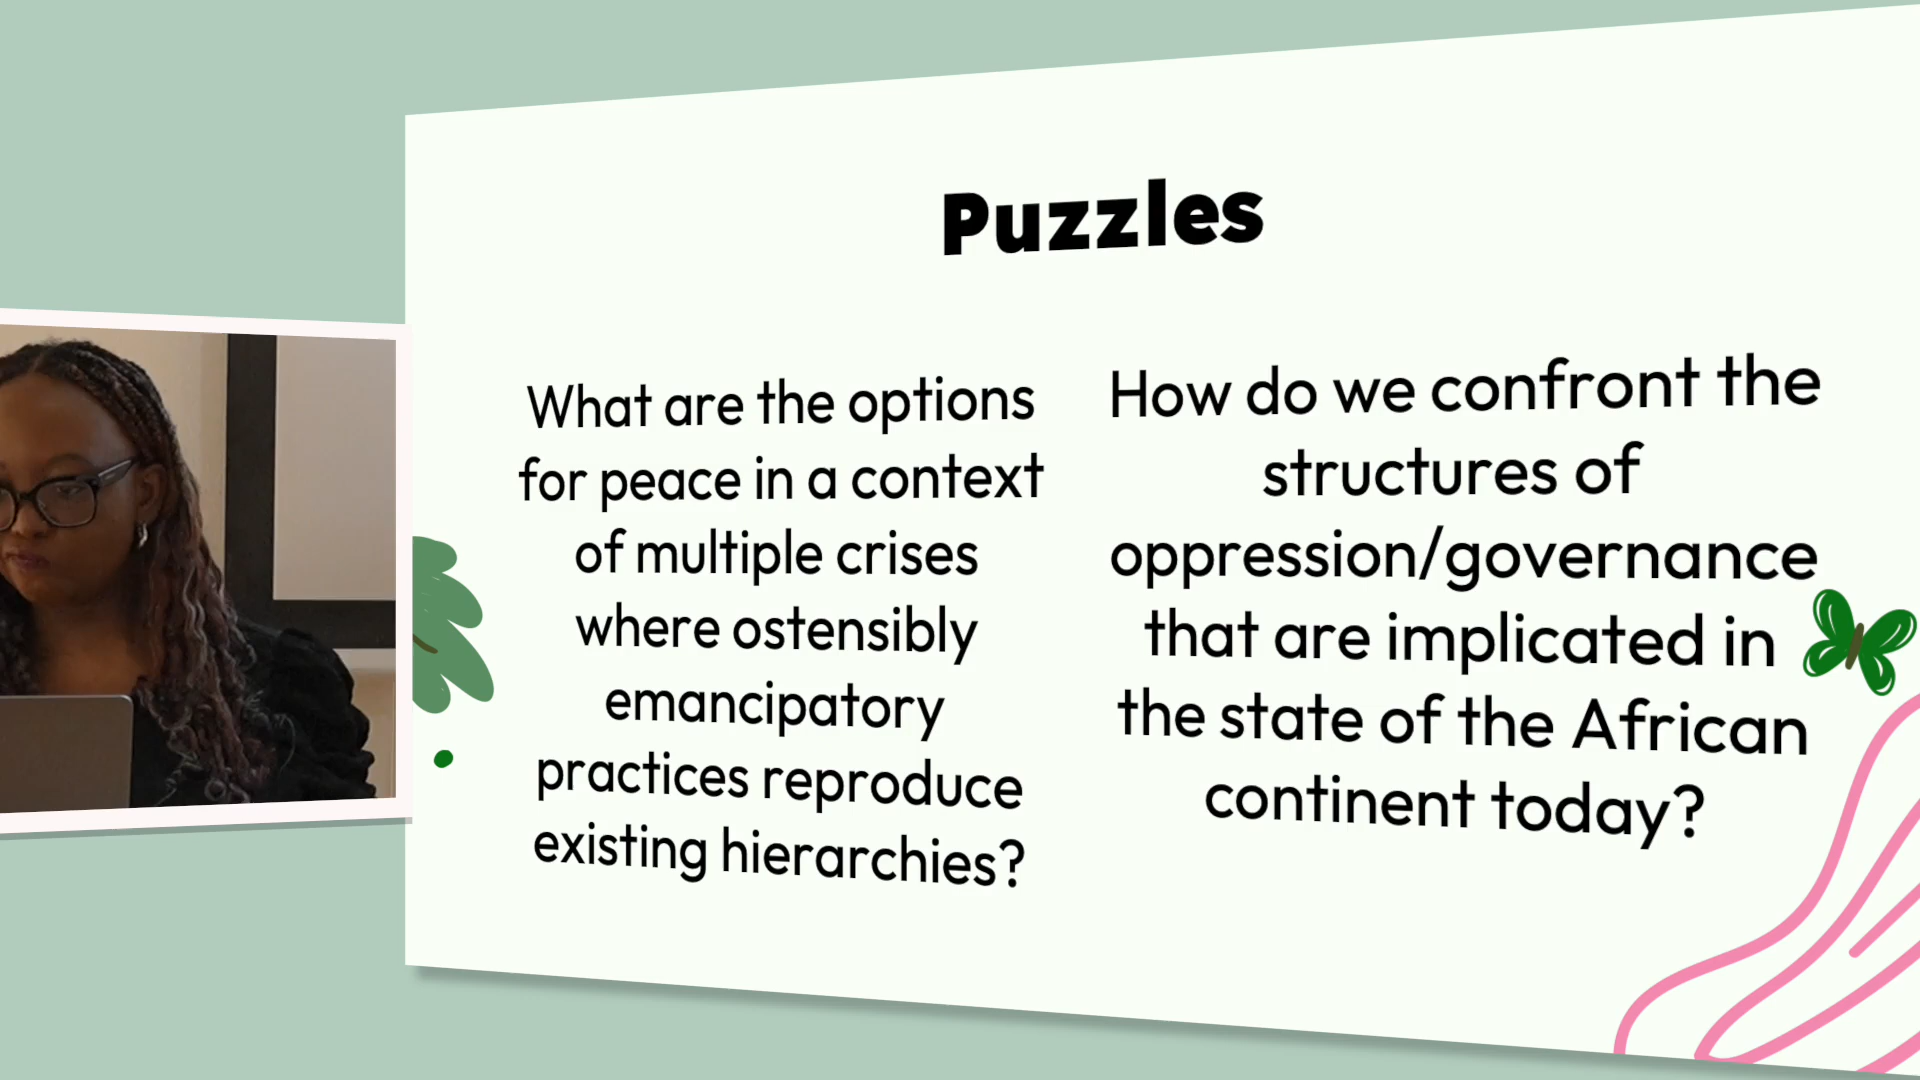 Puzzles
What are the options
for peace in a context
of multiple crises
where ostensibly
emancipatory
practices reproduce
existing hierarchies?
How do we confront the
structures of
oppression/governance
that are implicated in
the state of the African
continent today?